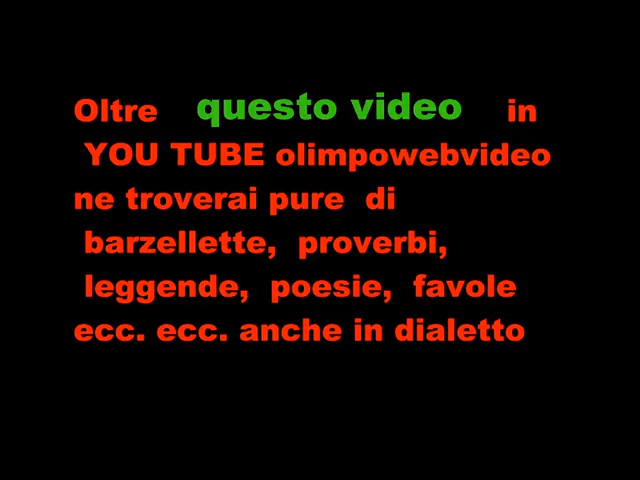 Oltre questo video in
YOU TUBE olimpowebvideo
ne troverai pure di
barzellette, proverbi,
leggende, poesie, favole
ecc. ecc. anche in dialetto